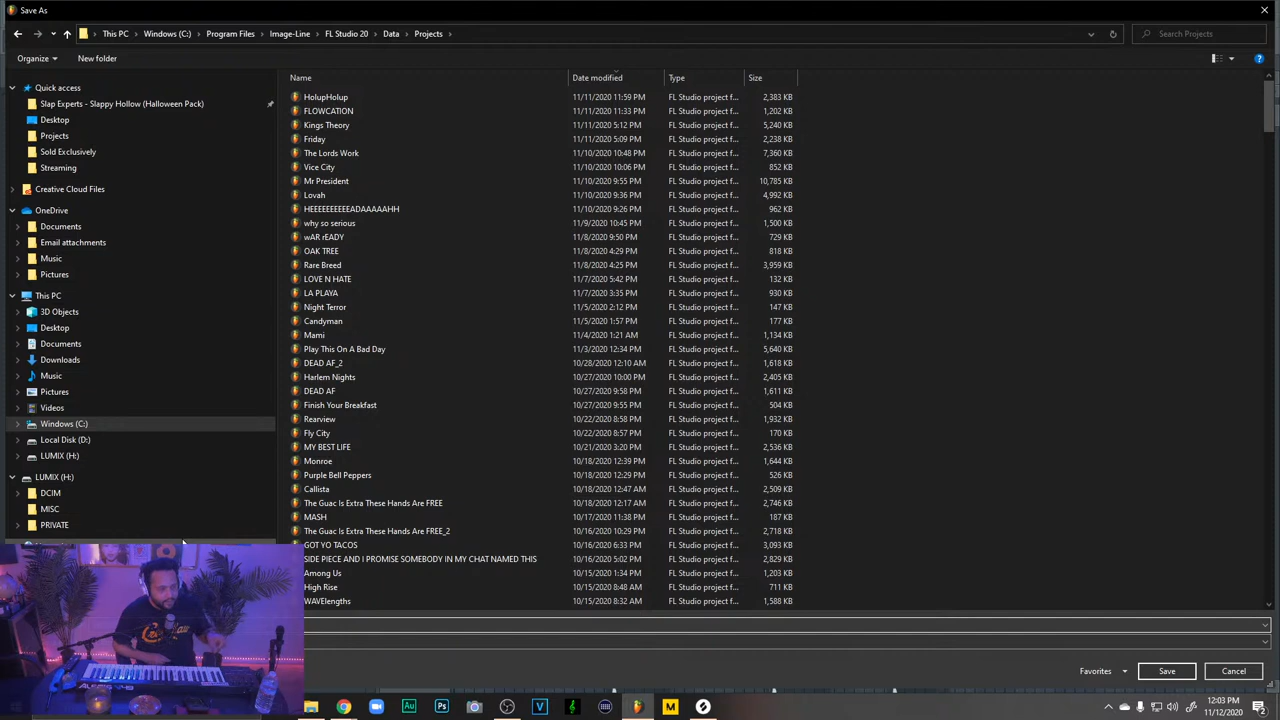 Save As
This PC > Windows (C:) > Program Files > Image-Line > FL Studio 20 > Data > Projects >
Search Projects
Organize
New folder
Name Date modified Type Size
Quick access
Slap Experts - Slappy Hollow (Halloween Pack)
Desktop
Projects
Sold Exclusively
Streaming
Creative Cloud Files
OneDrive
Documents
Email attachments
Music
Pictures
This PC
3D Objects
Desktop
Documents
Downloads
Music
Pictures
Videos
Windows (C:)
Local Disk (D:)
LUMIX (H:)
LUMIX (H:)
DCIM
MISC
PRIVATE
HolupHolup 11/11/2020 11:59 PM FL Studio project f... 2,383 KB
FLOWCATION 11/11/2020 11:33 PM FL Studio project f... 1,202 KB
Kings Theory 11/11/2020 5:12 PM FL Studio project f... 5,240 KB
Friday 11/11/2020 5:09 PM FL Studio project f... 2,238 KB
The Lords Work 11/10/2020 10:48 PM FL Studio project f... 7,360 KB
Vice City 11/10/2020 10:06 PM FL Studio project f... 852 KB
Mr President 11/10/2020 9:55 PM FL Studio project f... 10,785 KB
Lovah 11/10/2020 9:36 PM FL Studio project f... 4,992 KB
HEEEEEEEEEADAAAAAHH 11/10/2020 9:26 PM FL Studio project f... 962 KB
why so serious 11/9/2020 10:45 PM FL Studio project f... 1,500 KB
wAR rEADY 11/8/2020 9:50 PM FL Studio project f... 729 KB
OAK TREE 11/8/2020 4:29 PM FL Studio project f... 818 KB
Rare Breed 11/8/2020 4:25 PM FL Studio project f... 3,959 KB
LOVE N HATE 11/7/2020 5:42 PM FL Studio project f... 132 KB
LA PLAYA 11/7/2020 3:35 PM FL Studio project f... 930 KB
Night Terror 11/5/2020 2:12 PM FL Studio project f... 147 KB
Candyman 11/5/2020 1:57 PM FL Studio project f... 177 KB
Mami 11/4/2020 1:21 AM FL Studio project f... 1,134 KB
Play This On A Bad Day 11/3/2020 12:34 PM FL Studio project f... 5,640 KB
DEAD AF_2 10/28/2020 12:10 AM FL Studio project f... 1,618 KB
Harlem Nights 10/27/2020 10:00 PM FL Studio project f... 2,405 KB
DEAD AF 10/27/2020 9:58 PM FL Studio project f... 1,611 KB
Finish Your Breakfast 10/27/2020 9:55 PM FL Studio project f... 504 KB
Rearview 10/22/2020 8:58 PM FL Studio project f... 1,932 KB
Fly City 10/22/2020 8:57 PM FL Studio project f... 170 KB
MY BEST LIFE 10/21/2020 3:20 PM FL Studio project f... 2,536 KB
Monroe 10/18/2020 12:39 PM FL Studio project f... 1,644 KB
Purple Bell Peppers 10/18/2020 12:29 PM FL Studio project f... 526 KB
Callista 10/18/2020 12:47 AM FL Studio project f... 2,509 KB
The Guac Is Extra These Hands Are FREE 10/18/2020 12:17 AM FL Studio project f... 2,746 KB
MASH 10/17/2020 11:38 PM FL Studio project f... 187 KB
The Guac Is Extra These Hands Are FREE_2 10/16/2020 10:29 PM FL Studio project f... 2,718 KB
GOT YO TACOS 10/16/2020 6:33 PM FL Studio project f... 3,093 KB
SIDE PIECE AND I PROMISE SOMEBODY IN MY CHAT NAMED THIS 10/16/2020 5:02 PM FL Studio project f... 2,829 KB
Among Us 10/15/2020 1:34 PM FL Studio project f... 1,203 KB
High Rise 10/15/2020 8:48 AM FL Studio project f... 711 KB
WAVElengths 10/15/2020 8:32 AM FL Studio project f... 1,588 KB
Favorites
Save
Cancel
12:03 PM
11/12/2020